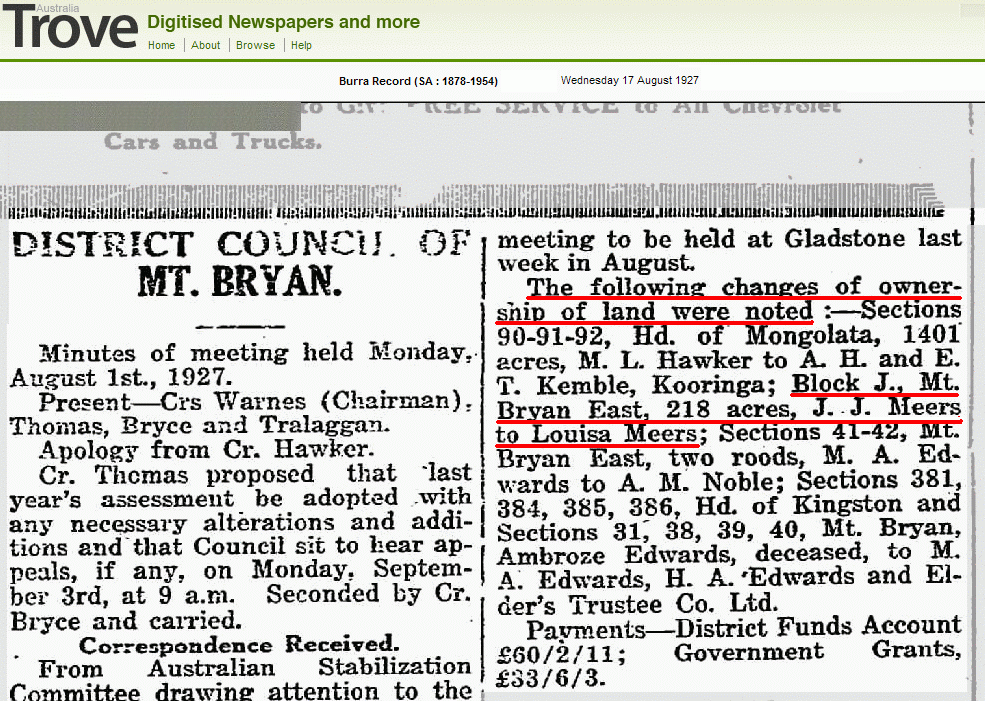 Australia
Trove
Digitised Newspapers and more
Home About Browse Help
Burra Record (SA : 1878-1954) Wednesday 17 August 1927
FREE SERVICE to All Chevrolet
Cars and Trucks.
DISTRICT COUNCIL OF
MT. BRYAN.
Minutes of meeting held Monday,
August 1st., 1927.
Present—Crs Warnes (Chairman),
Thomas, Bryce and Tralaggan.
Apology from Cr. Hawker.
Cr. Thomas proposed that last
year's assessment be adopted with
any necessary alterations and addi-
tions and that Council sit to hear ap-
peals, if any, on Monday, Septem-
ber 3rd, at 9 a.m. Seconded by Cr.
Bryce and carried.
Correspondence Received.
From Australian Stabilization
Committee drawing attention to the
meeting to be held at Gladstone last
week in August.
The following changes of owner-
ship of land were noted :—Sections
90-91-92, Hd. of Mongolata, 1401
acres, M. L. Hawker to A. H. and E.
T. Kemble, Kooringa; Block J., Mt.
Bryan East, 218 acres, J. J. Meers
to Louisa Meers; Sections 41-42, Mt.
Bryan East, two roods, M. A. Ed-
wards to A. M. Noble; Sections 381,
384, 385, 386, Hd. of Kingston and
Sections 31, 38, 39, 40, Mt. Bryan,
Ambroze Edwards, deceased, to M.
A. Edwards, H. A. Edwards and El-
der's Trustee Co. Ltd.
Payments—District Funds Account
£60/2/11; Government Grants,
£33/6/3.